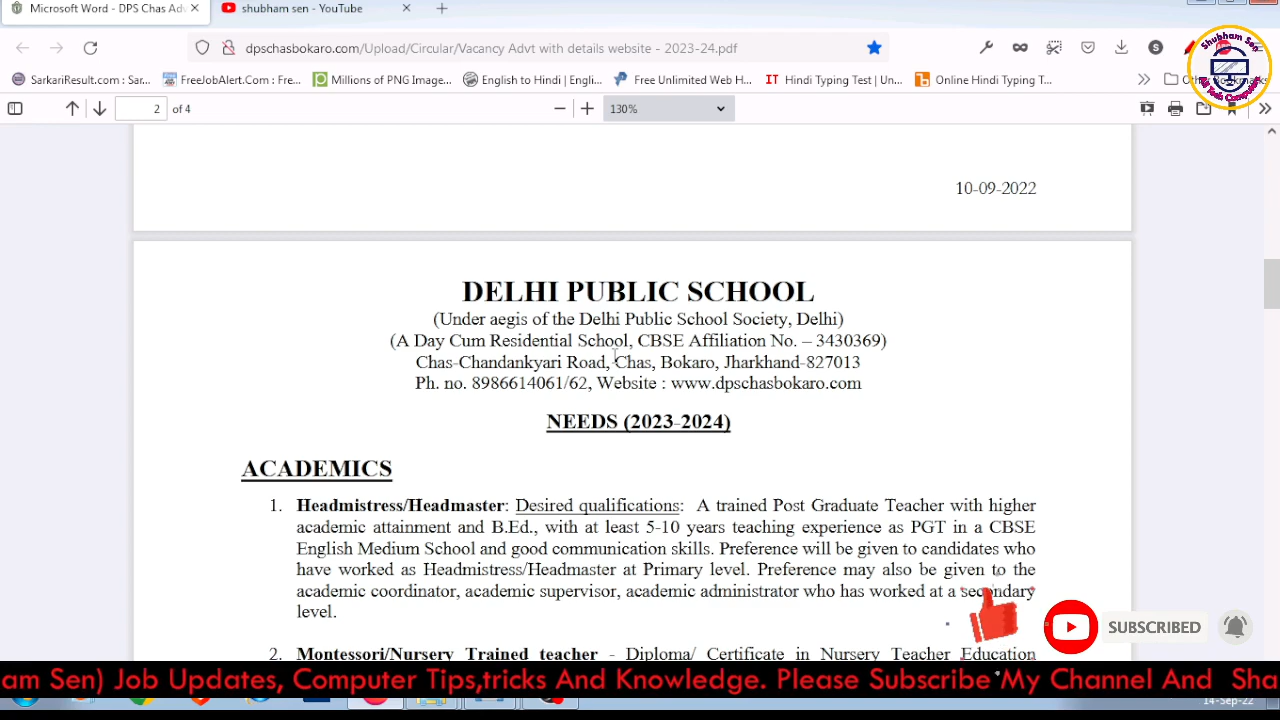 Microsoft Word - DPS Chas Adv
shubham sen - YouTube
dpschasbokaro.com/Upload/Circular/Vacancy Advt with details website - 2023-24.pdf
SarkariResult.com : Sar...
FreeJobAlert.Com : Fre...
Millions of PNG Image...
English to Hindi | Engli...
Free Unlimited Web H...
Hindi Typing Test | Un...
Online Hindi Typing T...
Shubham Sen
2 of 4
130%
10-09-2022
DELHI PUBLIC SCHOOL
(Under aegis of the Delhi Public School Society, Delhi)
(A Day Cum Residential School, CBSE Affiliation No. – 3430369)
Chas-Chandankyari Road, Chas, Bokaro, Jharkhand-827013
Ph. no. 8986614061/62, Website : www.dpschasbokaro.com
NEEDS (2023-2024)
ACADEMICS
1. Headmistress/Headmaster: Desired qualifications: A trained Post Graduate Teacher with higher
academic attainment and B.Ed., with at least 5-10 years teaching experience as PGT in a CBSE
English Medium School and good communication skills. Preference will be given to candidates who
have worked as Headmistress/Headmaster at Primary level. Preference may also be given to the
academic coordinator, academic supervisor, academic administrator who has worked at a secondary
level.
SUBSCRIBED
2. Montessori/Nursery Trained teacher - Diploma/ Certificate in Nursery Teacher Education
am Sen) Job Updates, Computer Tips,tricks And Knowledge. Please Subscribe My Channel And Sha
14-Sep-22